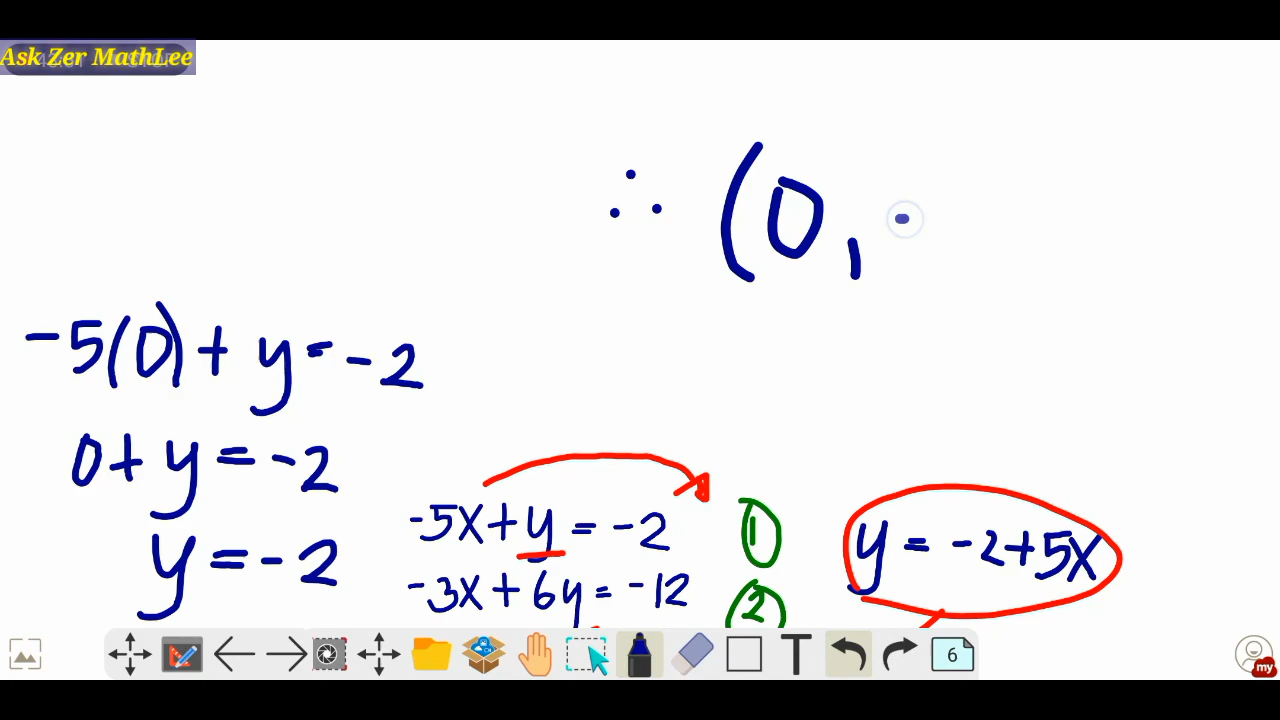 Ask Zer MathLee
∴ (0, -
-5(0) + y = -2
0 + y = -2
y = -2
-5x + y = -2
1
y = -2 + 5x
-3x + 6y = -12
2
T
6
my